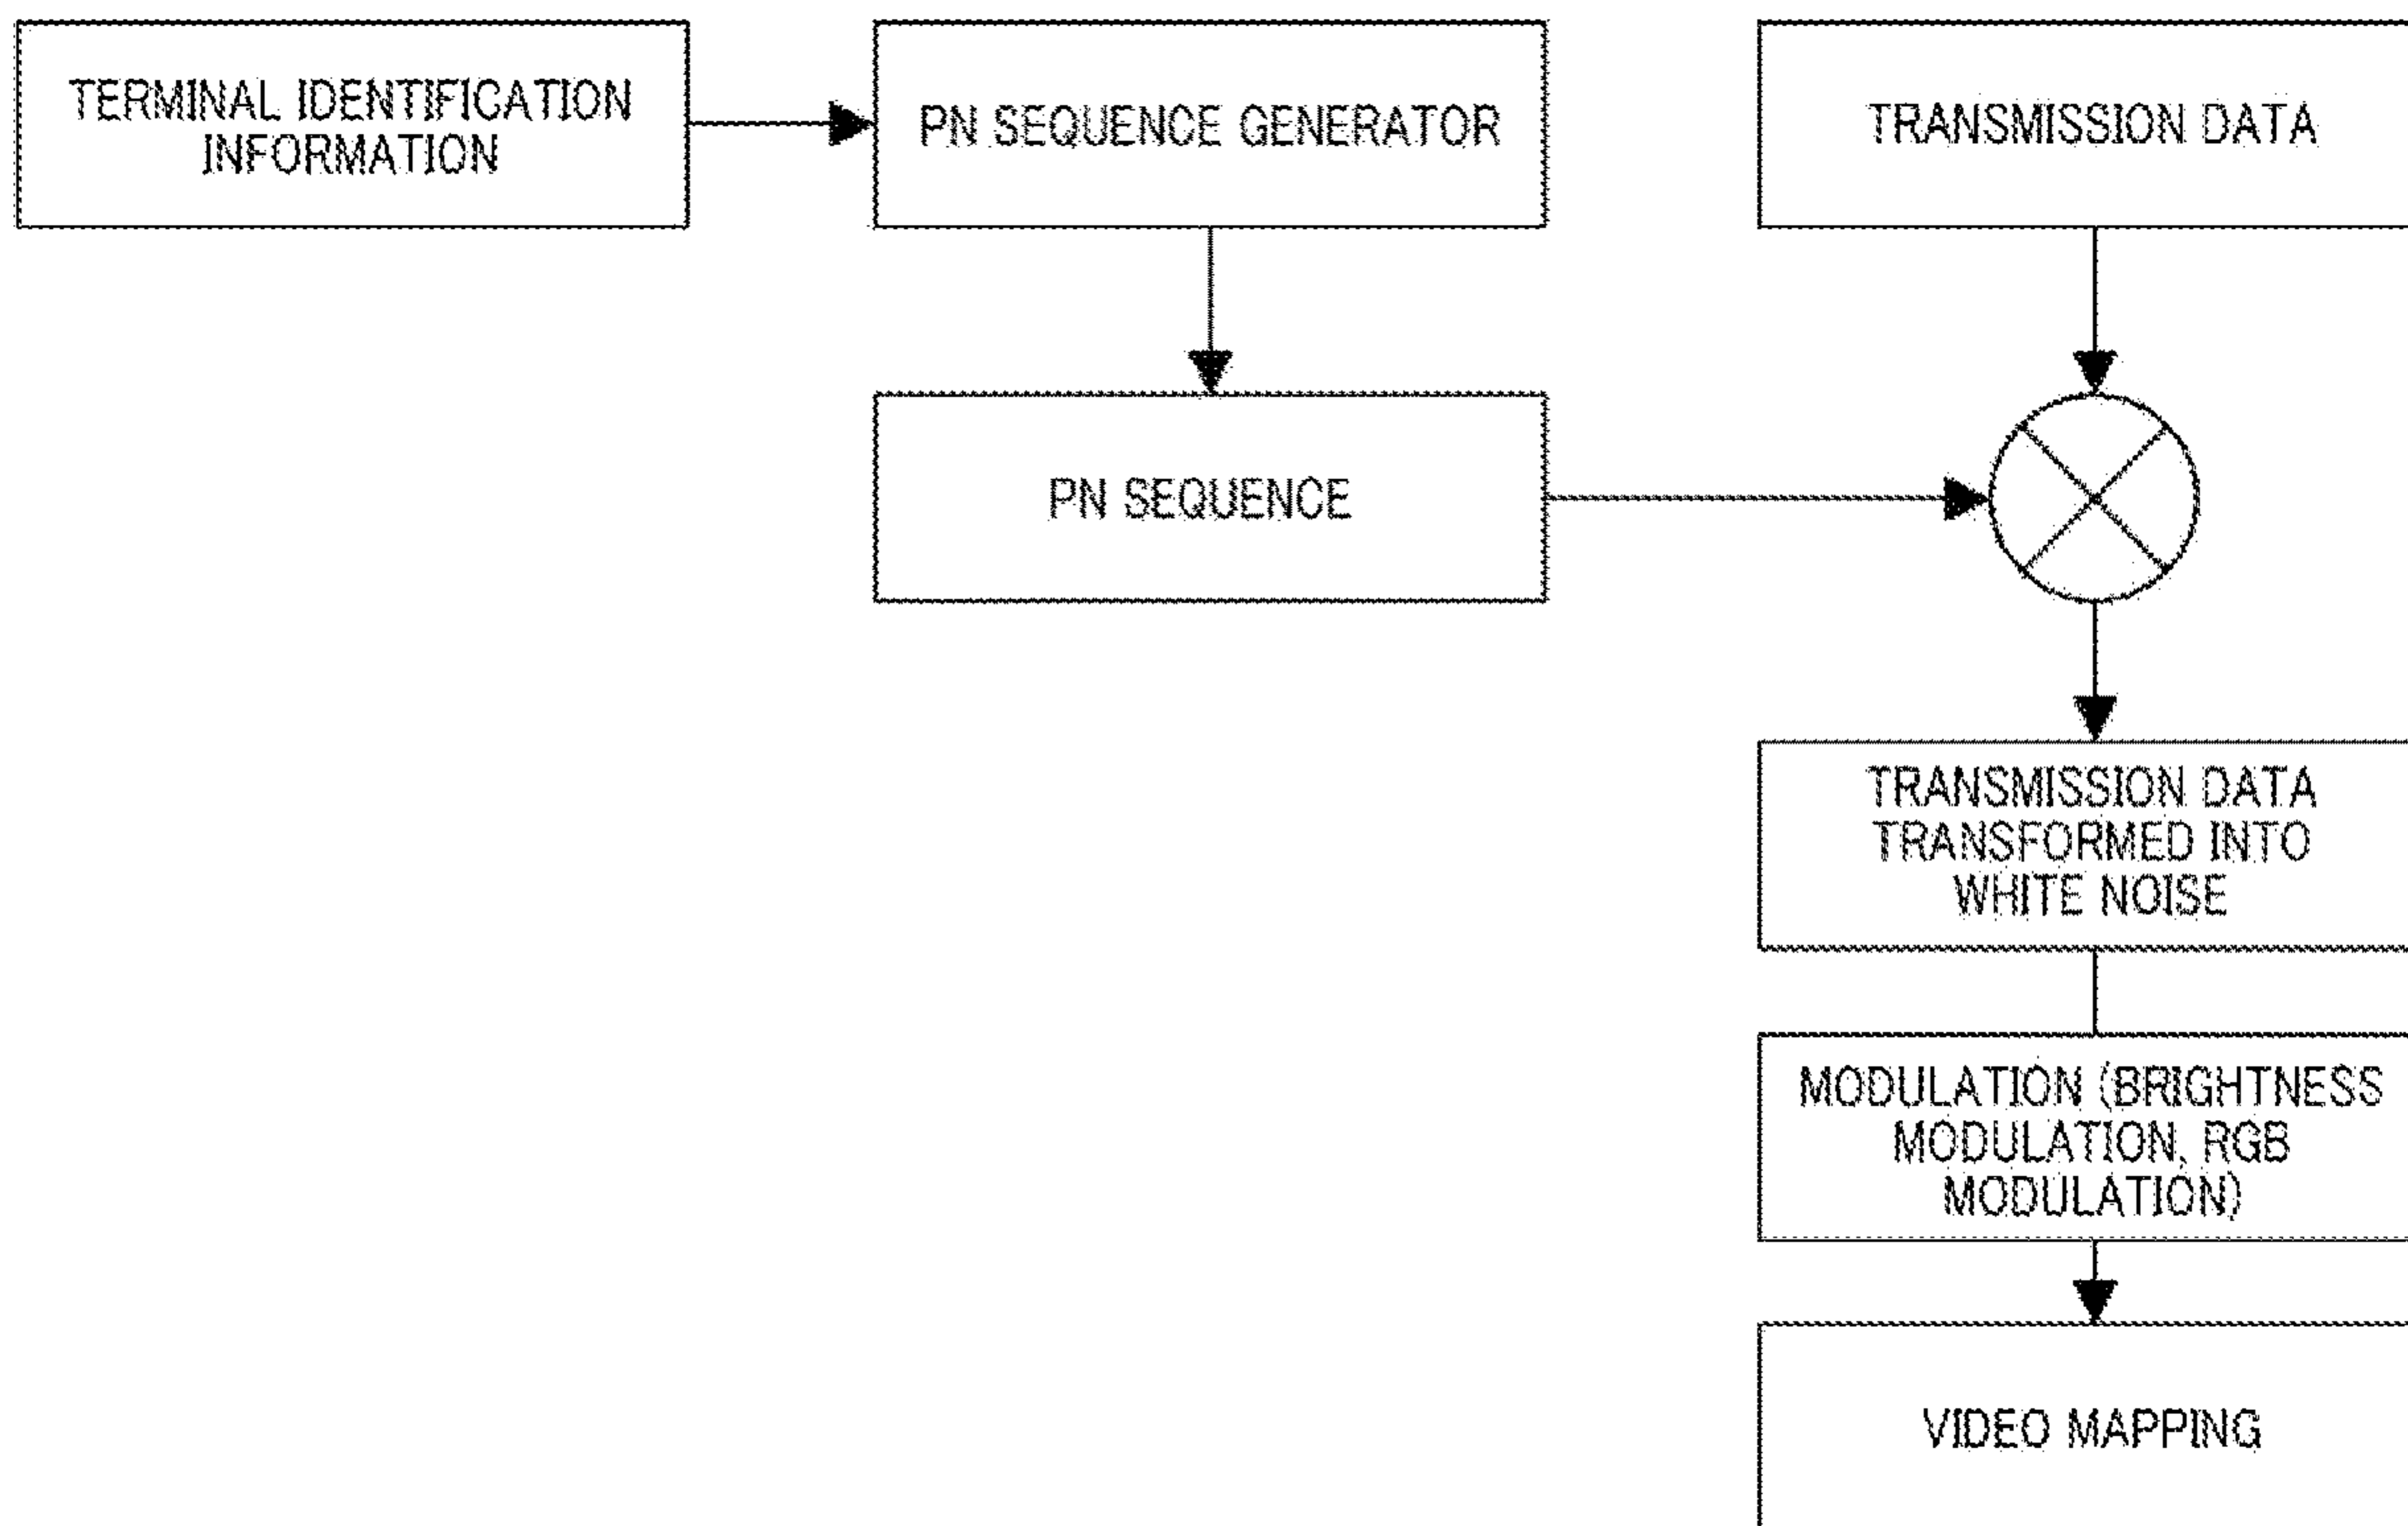 TERMINAL IDENTIFICATION
INFORMATION
PN SEQUENCE GENERATOR
TRANSMISSION DATA
PN SEQUENCE
TRANSMISSION DATA
TRANSFORMED INTO
WHITE NOISE
MODULATION (BRIGHTNESS
MODULATION, RGB
MODULATION)
VIDEO MAPPING